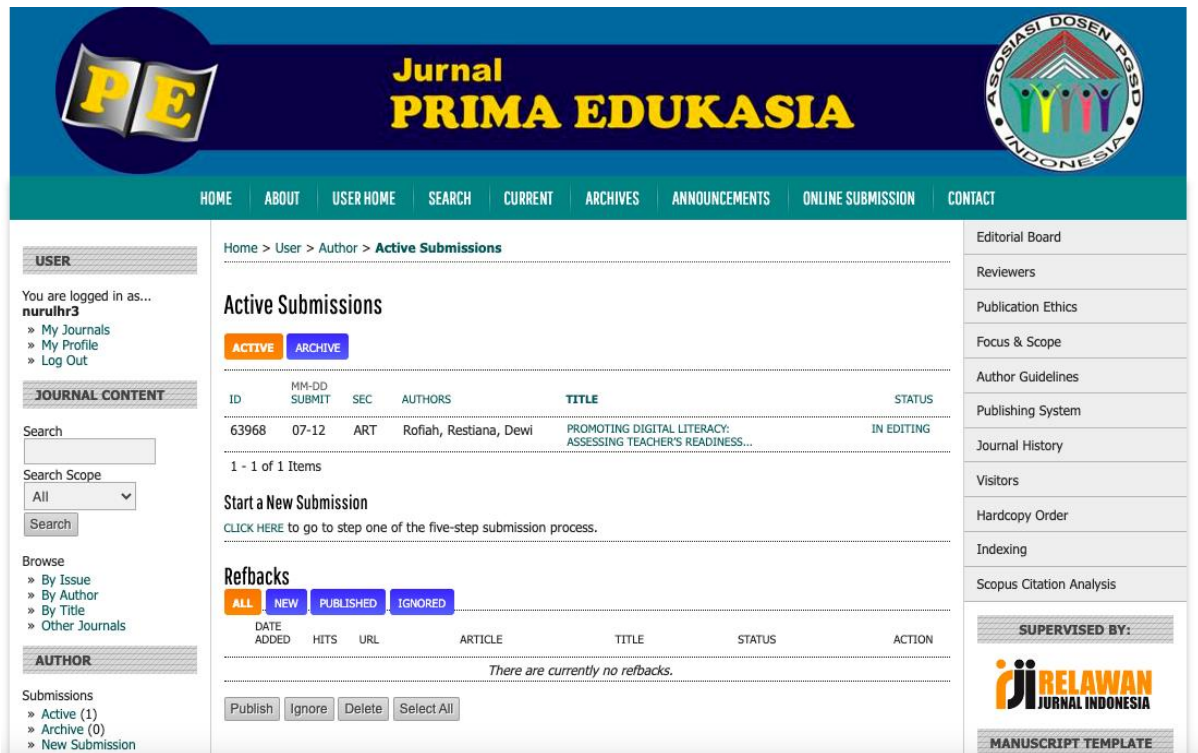 PE
Jurnal
PRIMA EDUKASIA
ASOSIASI DOSEN PGSD
INDONESIA
HOME ABOUT USER HOME SEARCH CURRENT ARCHIVES ANNOUNCEMENTS ONLINE SUBMISSION CONTACT
USER
You are logged in as...
nurulhr3
» My Journals
» My Profile
» Log Out
JOURNAL CONTENT
Search
Search Scope
All
Search
Browse
» By Issue
» By Author
» By Title
» Other Journals
AUTHOR
Submissions
» Active (1)
» Archive (0)
» New Submission
Home > User > Author > Active Submissions
Active Submissions
ACTIVE ARCHIVE
ID MM-DD SUBMIT SEC AUTHORS TITLE STATUS
63968 07-12 ART Rofiah, Restiana, Dewi PROMOTING DIGITAL LITERACY: ASSESSING TEACHER'S READINESS... IN EDITING
1 - 1 of 1 Items
Start a New Submission
CLICK HERE to go to step one of the five-step submission process.
Refbacks
ALL NEW PUBLISHED IGNORED
DATE ADDED HITS URL ARTICLE TITLE STATUS ACTION
There are currently no refbacks.
Publish Ignore Delete Select All
Editorial Board
Reviewers
Publication Ethics
Focus & Scope
Author Guidelines
Publishing System
Journal History
Visitors
Hardcopy Order
Indexing
Scopus Citation Analysis
SUPERVISED BY:
rji RELAWAN
JURNAL INDONESIA
MANUSCRIPT TEMPLATE